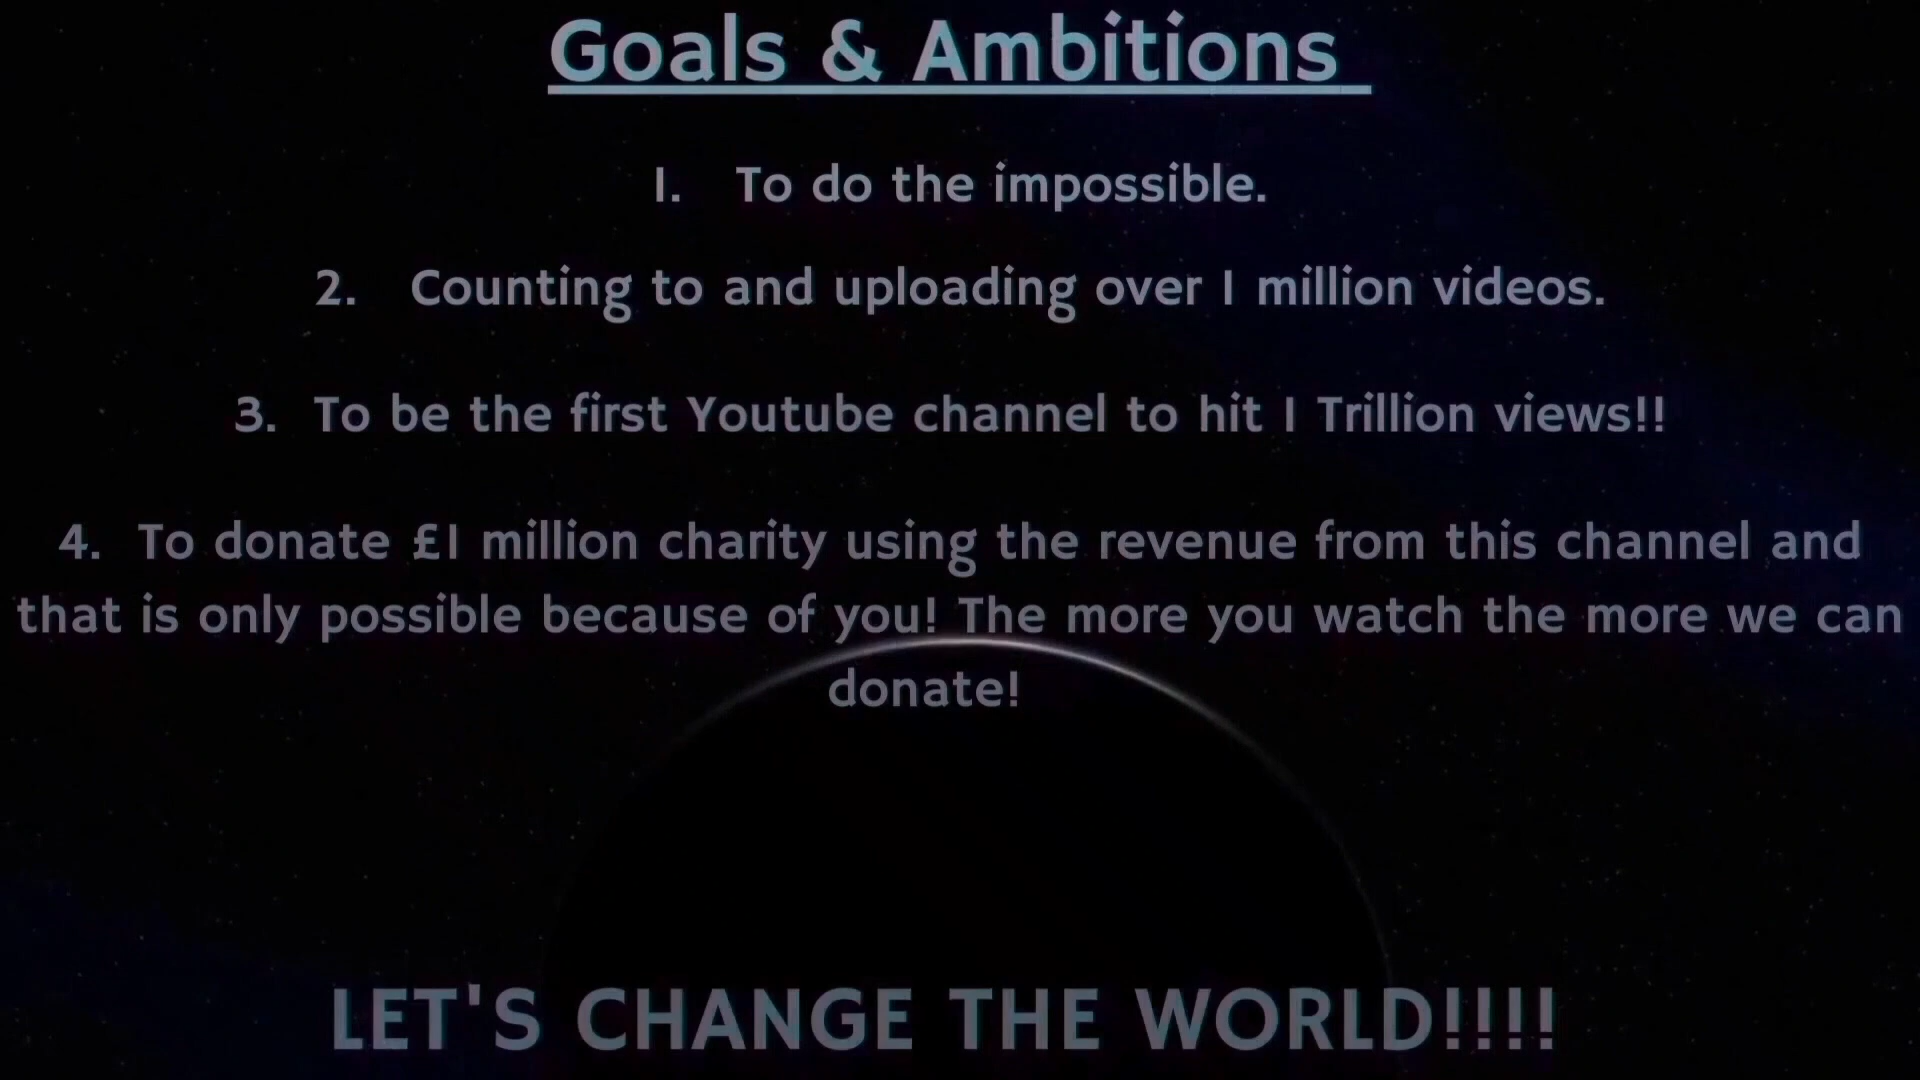 Goals & Ambitions
1. To do the impossible.
2. Counting to and uploading over 1 million videos.
3. To be the first Youtube channel to hit 1 Trillion views!!
4. To donate £1 million charity using the revenue from this channel and
that is only possible because of you! The more you watch the more we can
donate!
LET'S CHANGE THE WORLD!!!!